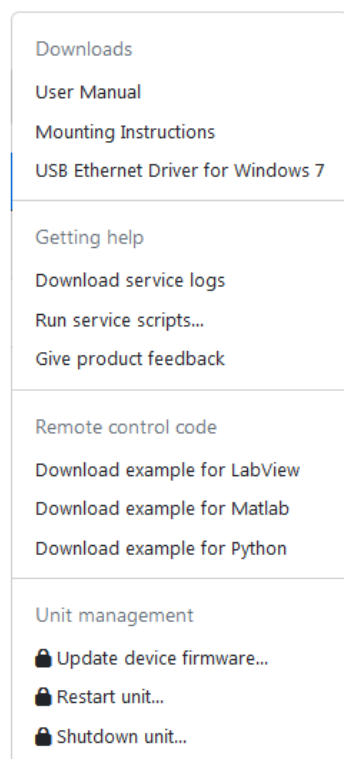 Downloads
User Manual
Mounting Instructions
USB Ethernet Driver for Windows 7
Getting help
Download service logs
Run service scripts...
Give product feedback
Remote control code
Download example for LabView
Download example for Matlab
Download example for Python
Unit management
Update device firmware...
Restart unit...
Shutdown unit...